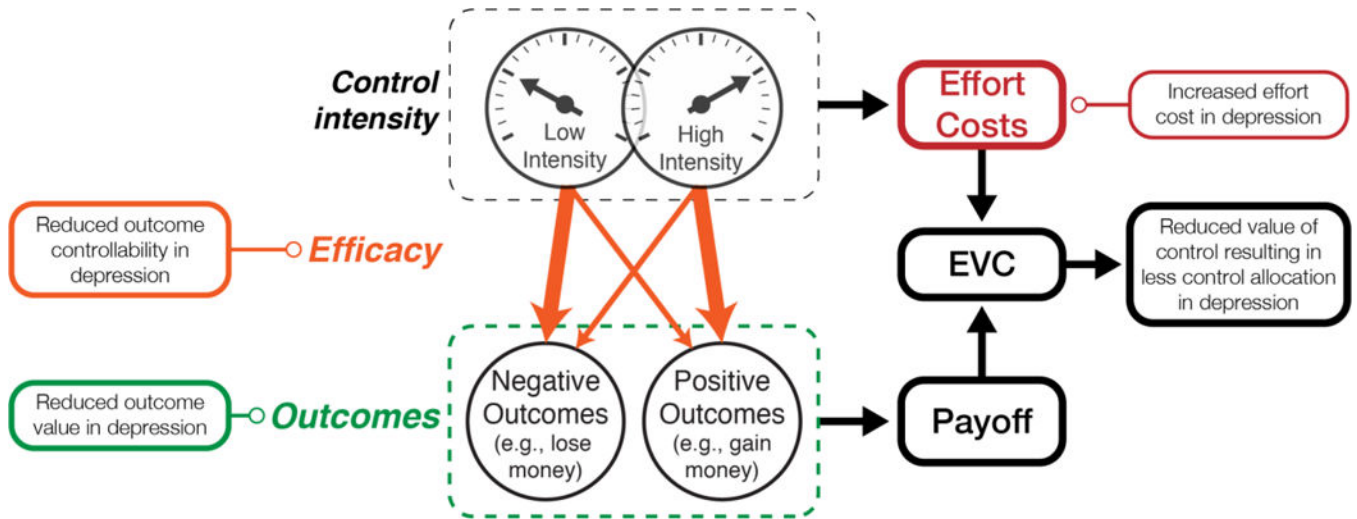 Control
intensity
Low
Intensity
High
Intensity
Effort
Costs
Increased effort
cost in depression
Reduced outcome
controllability in
depression
Efficacy
EVC
Reduced value of
control resulting in
less control allocation
in depression
Reduced outcome
value in depression
Outcomes
Negative
Outcomes
(e.g., lose
money)
Positive
Outcomes
(e.g., gain
money)
Payoff